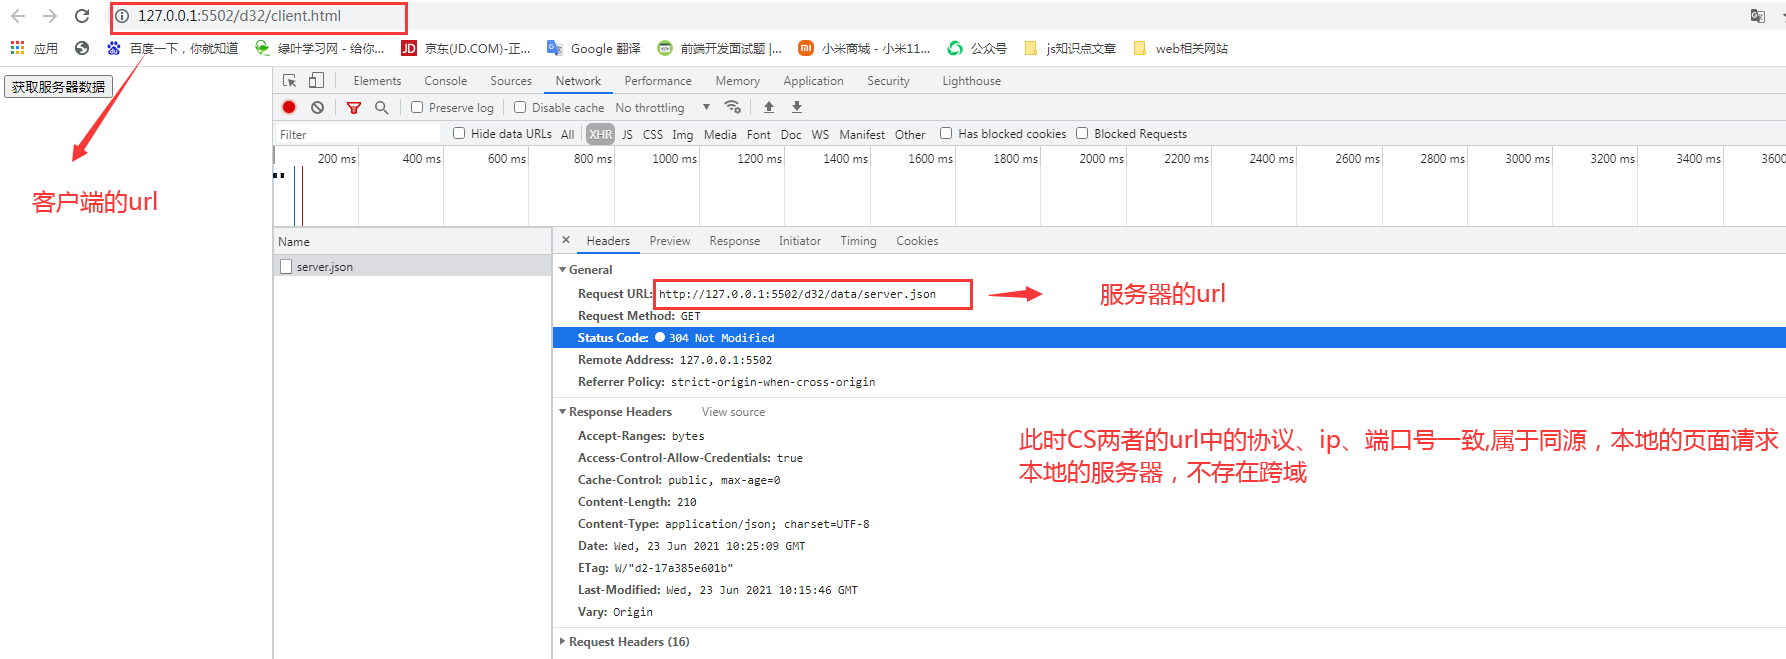 127.0.0.1:5502/d32/client.html
应用 百度一下，你就知道 绿叶学习网 - 给你... 京东(JD.COM)-正... Google 翻译 前端开发面试题 |... 小米商城 - 小米11... 公众号 js知识点文章 web相关网站
获取服务器数据
客户端的url
Elements Console Sources Network Performance Memory Application Security Lighthouse
Preserve log Disable cache No throttling
Filter Hide data URLs All XHR JS CSS Img Media Font Doc WS Manifest Other Has blocked cookies Blocked Requests
200 ms 400 ms 600 ms 800 ms 1000 ms 1200 ms 1400 ms 1600 ms 1800 ms 2000 ms 2200 ms 2400 ms 2600 ms 2800 ms 3000 ms 3200 ms 3400 ms 3600
Name
server.json
× Headers Preview Response Initiator Timing Cookies
General
Request URL: http://127.0.0.1:5502/d32/data/server.json
服务器的url
Request Method: GET
Status Code: 304 Not Modified
Remote Address: 127.0.0.1:5502
Referrer Policy: strict-origin-when-cross-origin
Response Headers View source
Accept-Ranges: bytes
Access-Control-Allow-Credentials: true
Cache-Control: public, max-age=0
Content-Length: 210
Content-Type: application/json; charset=UTF-8
Date: Wed, 23 Jun 2021 10:25:09 GMT
ETag: W/"d2-17a385e601b"
Last-Modified: Wed, 23 Jun 2021 10:15:46 GMT
Vary: Origin
Request Headers (16)
此时CS两者的url中的协议、ip、端口号一致,属于同源，本地的页面请求
本地的服务器，不存在跨域